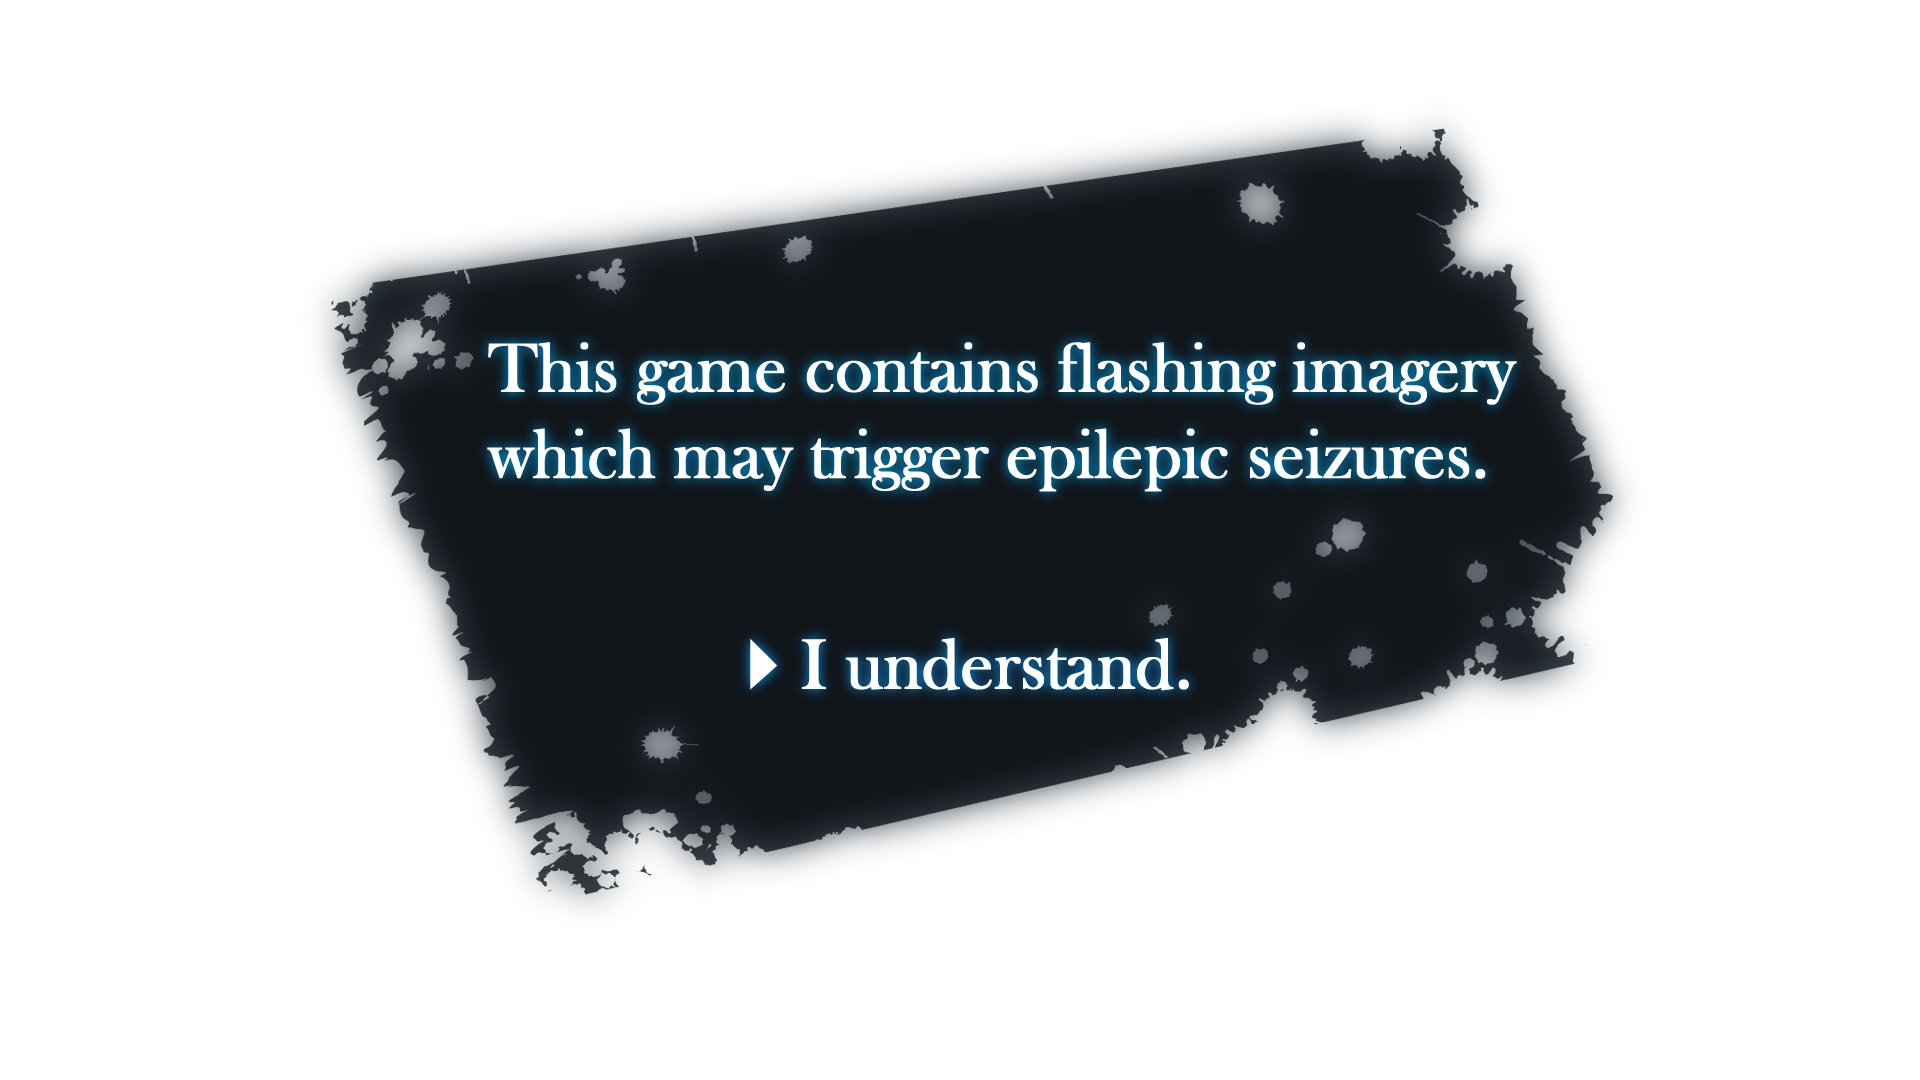 This game contains flashing imagery
which may trigger epilepic seizures.
I understand.